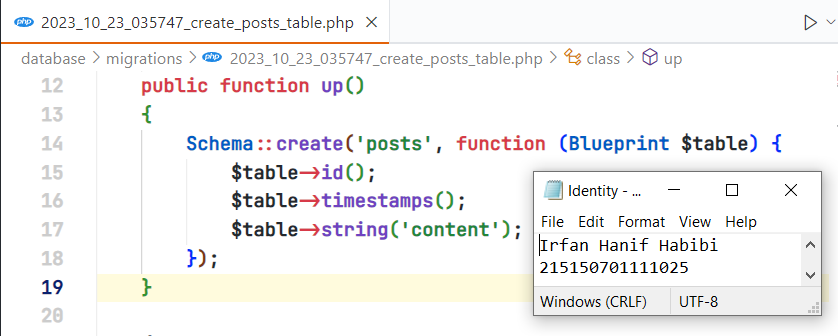 2023_10_23_035747_create_posts_table.php
database > migrations > 2023_10_23_035747_create_posts_table.php > class > up
12 public function up()
13 {
14 Schema::create('posts', function (Blueprint $table) {
15 $table->id();
16 $table->timestamps();
17 $table->string('content');
18 });
19 }
20
Identity - ...
File Edit Format View Help
Irfan Hanif Habibi
215150701111025
Windows (CRLF) UTF-8